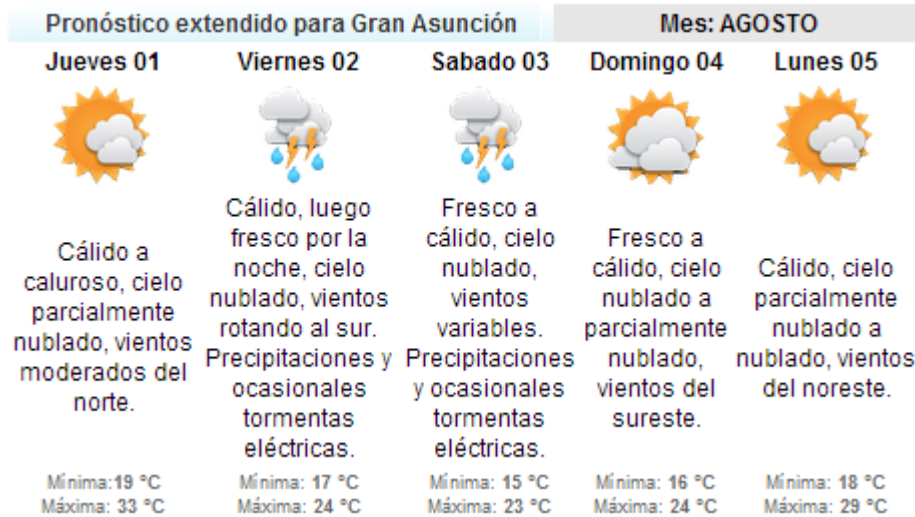 Pronóstico extendido para Gran Asunción
Mes: AGOSTO
Jueves 01
Cálido a
caluroso, cielo
parcialmente
nublado, vientos
moderados del
norte.
Mínima:19 °C
Máxima: 33 °C
Viernes 02
Cálido, luego
fresco por la
noche, cielo
nublado, vientos
rotando al sur.
Precipitaciones y
ocasionales
tormentas
eléctricas.
Mínima: 17 °C
Máxima: 24 °C
Sabado 03
Fresco a
cálido, cielo
nublado,
vientos
variables.
Precipitaciones
y ocasionales
tormentas
eléctricas.
Mínima: 15 °C
Máxima: 23 °C
Domingo 04
Fresco a
cálido, cielo
nublado a
parcialmente
nublado,
vientos del
sureste.
Mínima: 16 °C
Máxima: 24 °C
Lunes 05
Cálido, cielo
parcialmente
nublado a
nublado, vientos
del noreste.
Mínima: 18 °C
Máxima: 29 °C